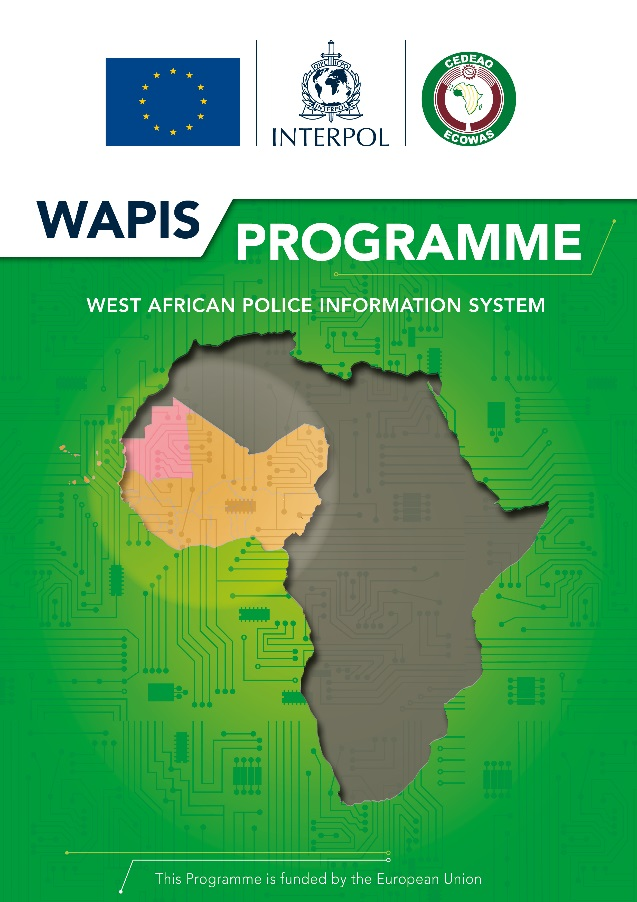 INTERPOL
CEDEAO
ECOWAS
WAPIS
PROGRAMME
WEST AFRICAN POLICE INFORMATION SYSTEM
This Programme is funded by the European Union